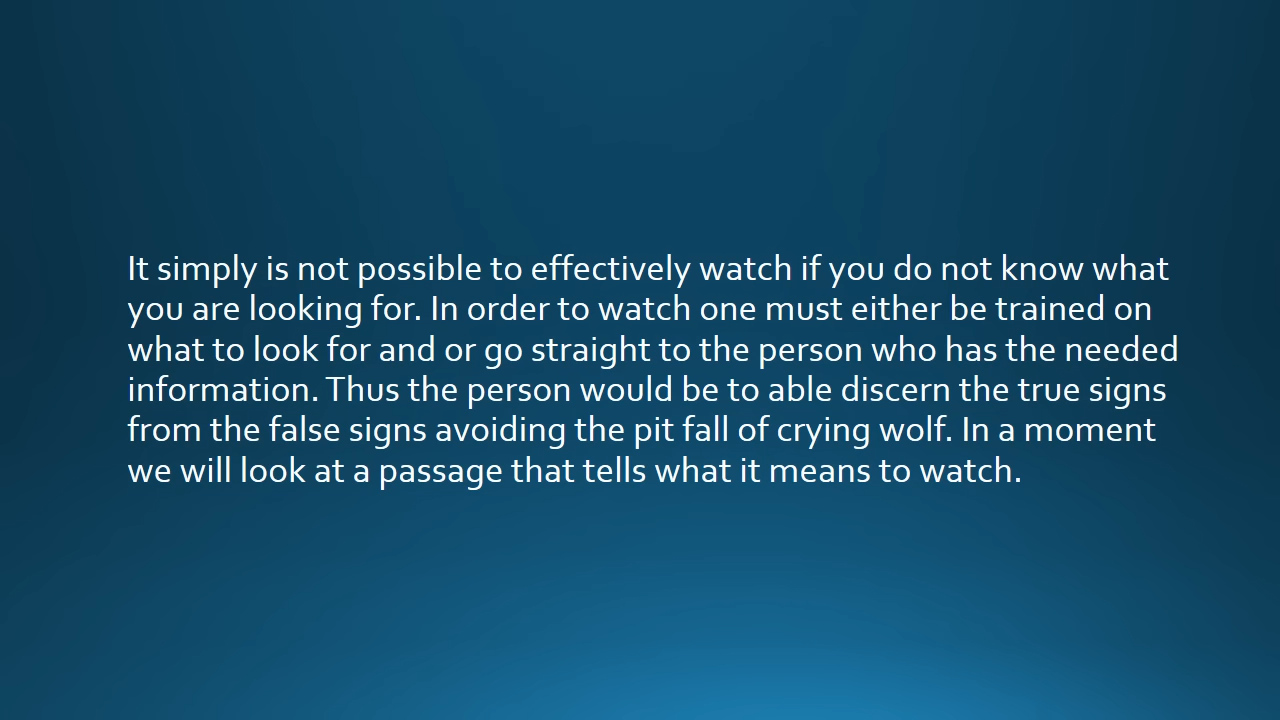 It simply is not possible to effectively watch if you do not know what
you are looking for. In order to watch one must either be trained on
what to look for and or go straight to the person who has the needed
information. Thus the person would be to able discern the true signs
from the false signs avoiding the pit fall of crying wolf. In a moment
we will look at a passage that tells what it means to watch.